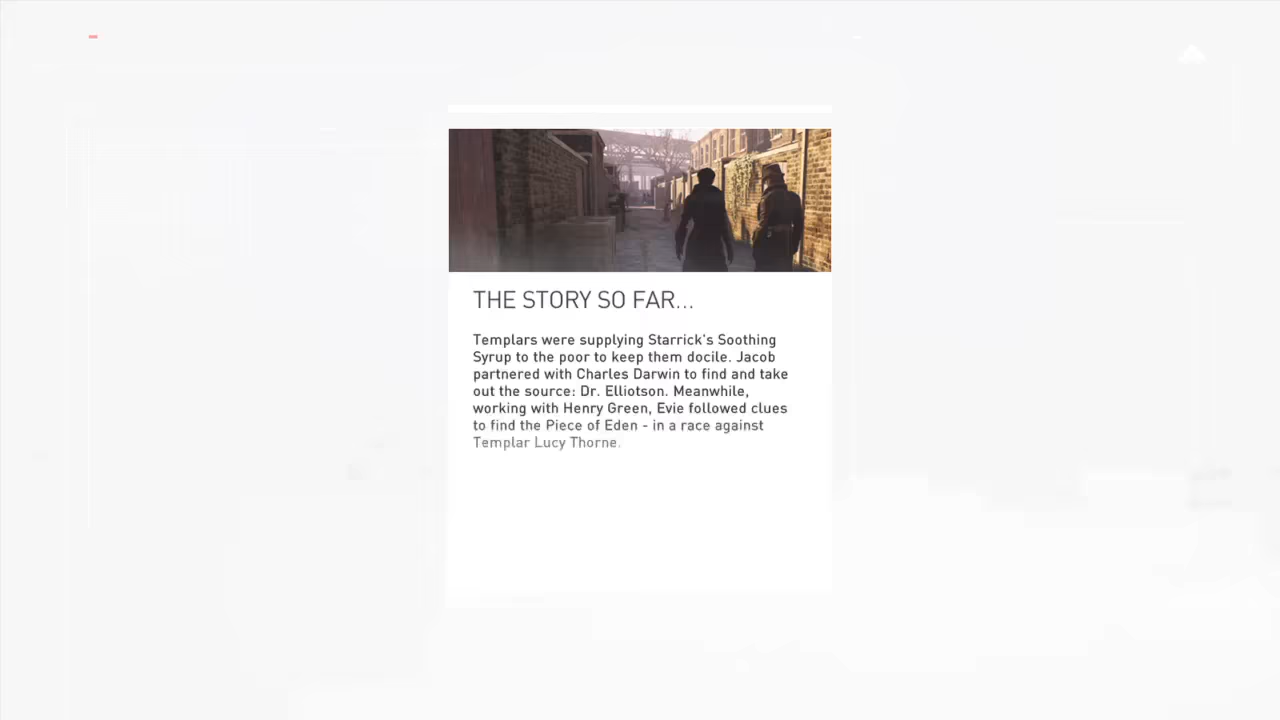 THE STORY SO FAR...
Templars were supplying Starrick's Soothing
Syrup to the poor to keep them docile. Jacob
partnered with Charles Darwin to find and take
out the source: Dr. Elliotson. Meanwhile,
working with Henry Green, Evie followed clues
to find the Piece of Eden - in a race against
Templar Lucy Thorne.